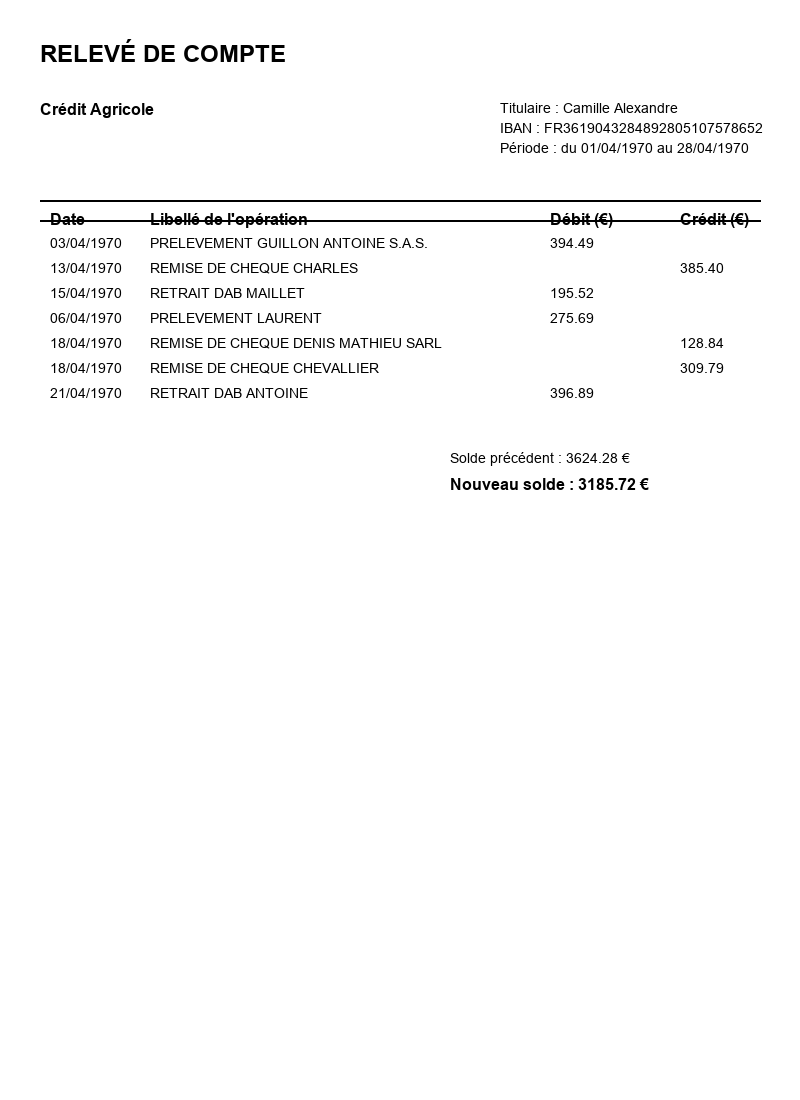 RELEVÉ DE COMPTE
Crédit Agricole
Titulaire : Camille Alexandre
IBAN : FR3619043284892805107578652
Période : du 01/04/1970 au 28/04/1970
Date Libellé de l'opération Débit (€) Crédit (€)
03/04/1970 PRELEVEMENT GUILLON ANTOINE S.A.S. 394.49
13/04/1970 REMISE DE CHEQUE CHARLES 385.40
15/04/1970 RETRAIT DAB MAILLET 195.52
06/04/1970 PRELEVEMENT LAURENT 275.69
18/04/1970 REMISE DE CHEQUE DENIS MATHIEU SARL 128.84
18/04/1970 REMISE DE CHEQUE CHEVALLIER 309.79
21/04/1970 RETRAIT DAB ANTOINE 396.89
Solde précédent : 3624.28 €
Nouveau solde : 3185.72 €